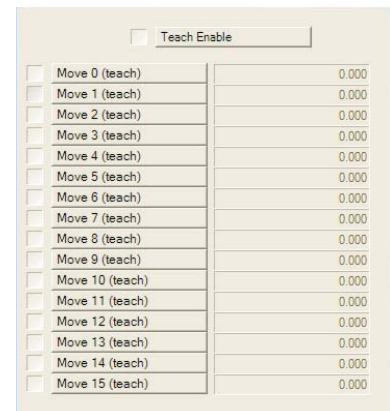 Teach Enable
Move 0 (teach) 0.000
Move 1 (teach) 0.000
Move 2 (teach) 0.000
Move 3 (teach) 0.000
Move 4 (teach) 0.000
Move 5 (teach) 0.000
Move 6 (teach) 0.000
Move 7 (teach) 0.000
Move 8 (teach) 0.000
Move 9 (teach) 0.000
Move 10 (teach) 0.000
Move 11 (teach) 0.000
Move 12 (teach) 0.000
Move 13 (teach) 0.000
Move 14 (teach) 0.000
Move 15 (teach) 0.000